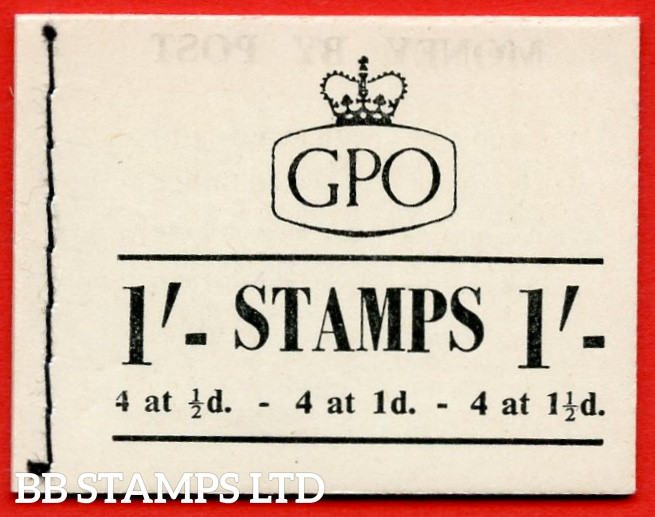 MONEY BY POST
GPO
1'- STAMPS 1'-
4 at ½d. - 4 at 1d. - 4 at 1½d.
BB STAMPS LTD